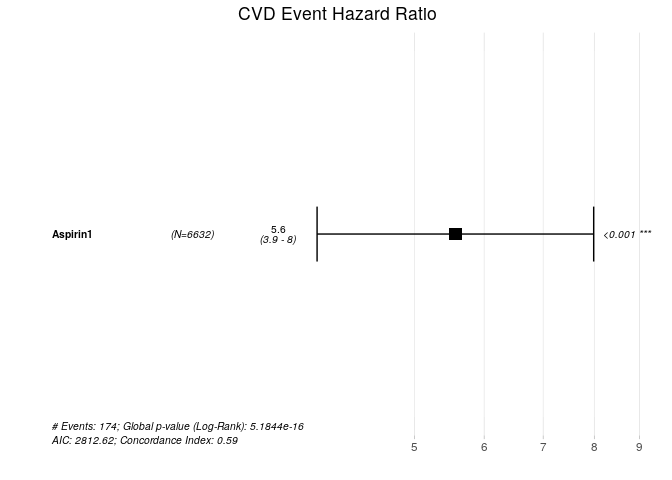 CVD Event Hazard Ratio
Aspirin1 (N=6632) 5.6 <0.001 ***
(3.9 - 8)
# Events: 174; Global p-value (Log-Rank): 5.1844e-16
AIC: 2812.62; Concordance Index: 0.59
5 6 7 8 9